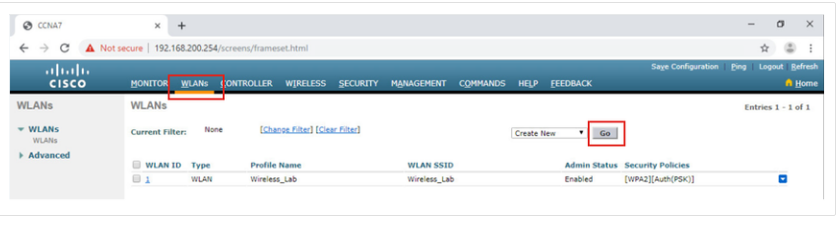 CCNA7
Not secure | 192.168.200.254/screens/frameset.html
Save Configuration | Ping | Logout | Refresh
CISCO MONITOR WLANs CONTROLLER WIRELESS SECURITY MANAGEMENT COMMANDS HELP FEEDBACK Home
WLANs
WLANs
WLANs
Advanced
WLANs Entries 1 - 1 of 1
Current Filter: None [Change Filter] [Clear Filter] Create New Go
WLAN ID Type Profile Name WLAN SSID Admin Status Security Policies
1 WLAN Wireless_Lab Wireless_Lab Enabled [WPA2][Auth(PSK)]